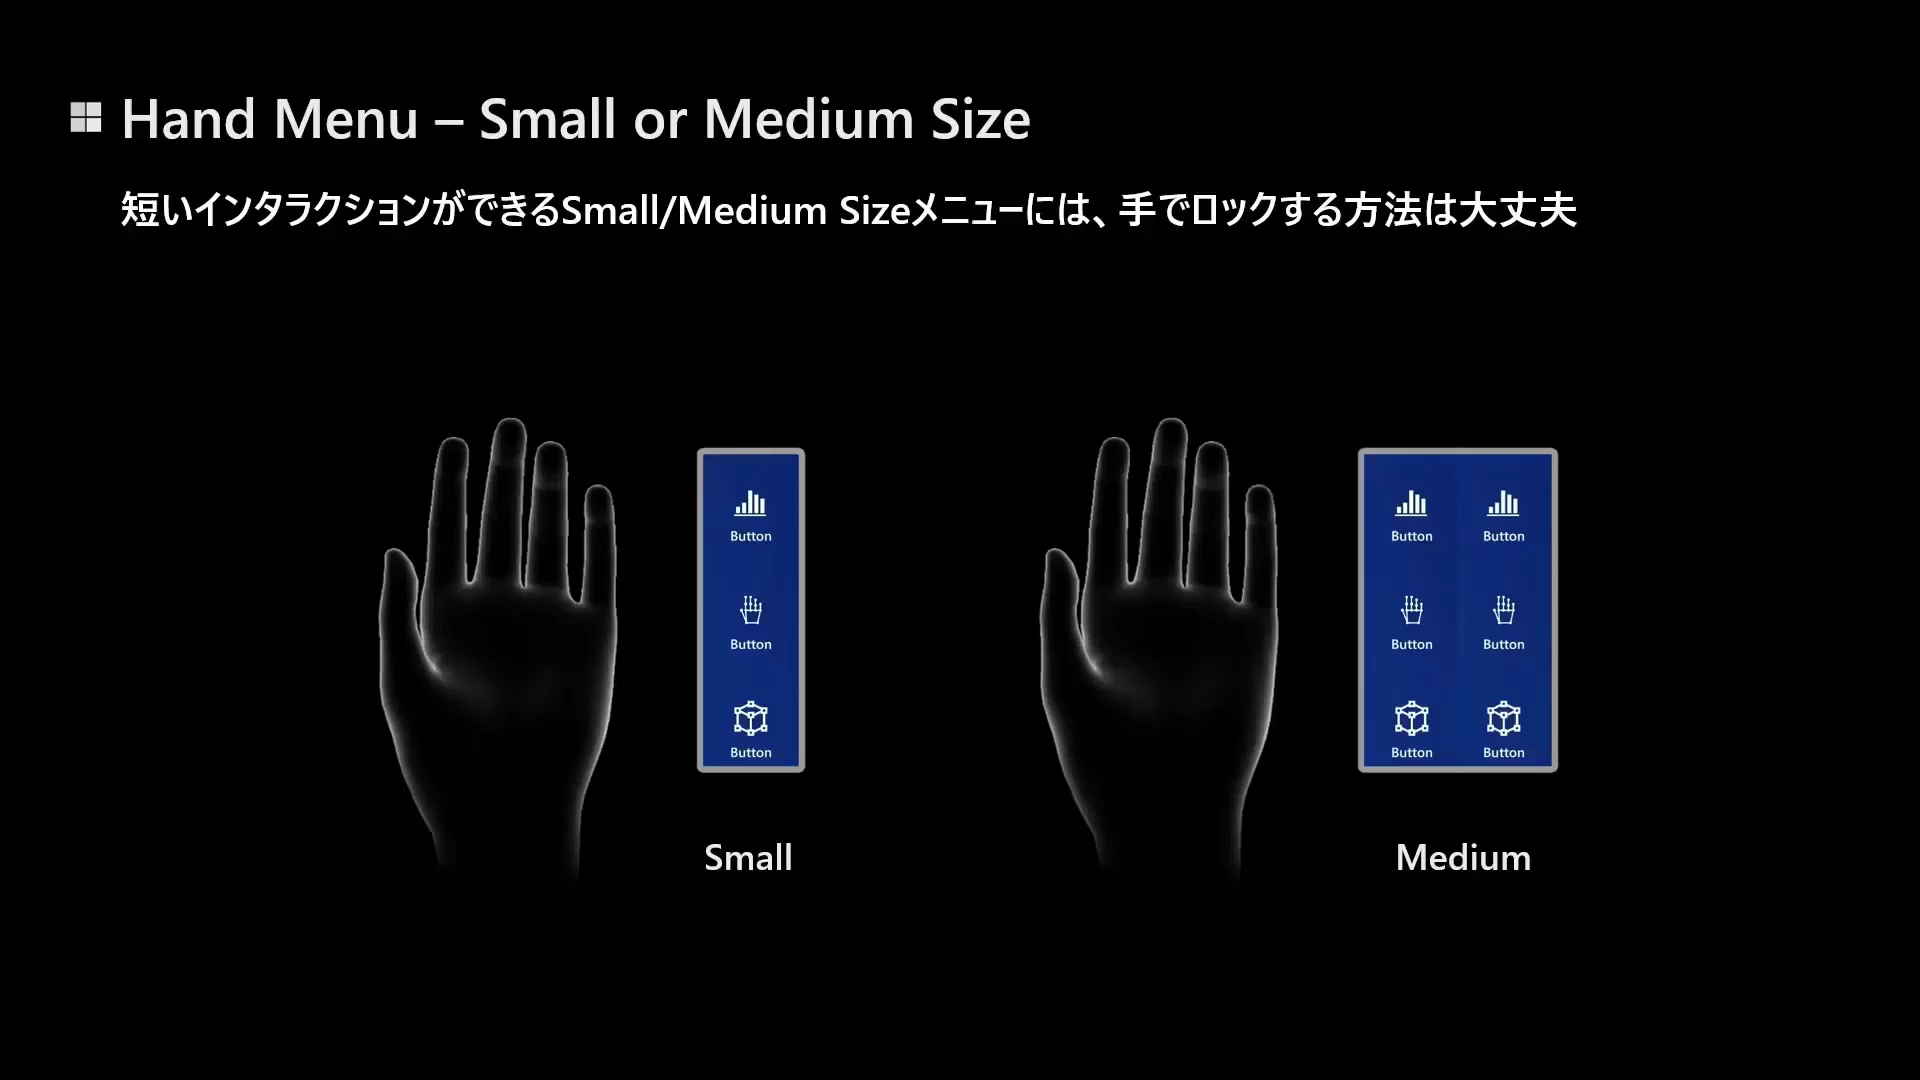 Hand Menu – Small or Medium Size
短いインタラクションができるSmall/Medium Sizeメニューには、手でロックする方法は大丈夫
Button
Button
Button
Small
Button Button
Button Button
Button Button
Medium